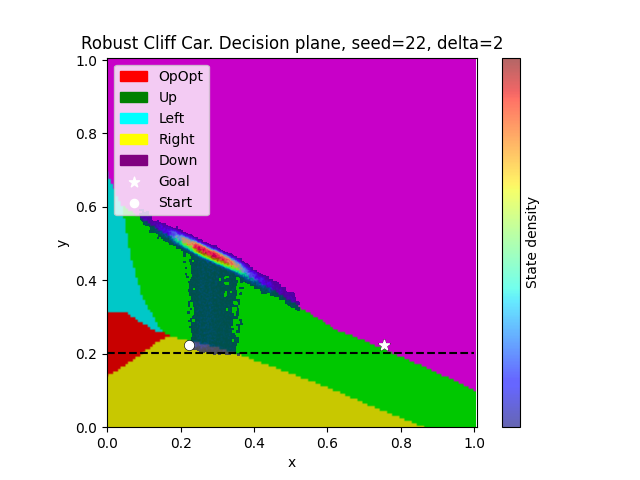 Robust Cliff Car. Decision plane, seed=22, delta=2
OpOpt
Up
Left
Right
Down
Goal
Start
1.0
0.8
0.6
0.4
0.2
0.0
y
0.0 0.2 0.4 0.6 0.8 1.0
x
State density